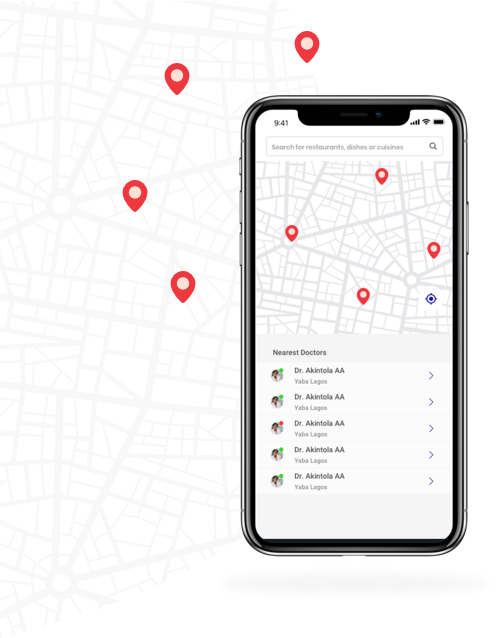 9:41
Search for restaurants, dishes or cuisines
Nearest Doctors
Dr. Akintola AA
Yaba Lagos
Dr. Akintola AA
Yaba Lagos
Dr. Akintola AA
Yaba Lagos
Dr. Akintola AA
Yaba Lagos
Dr. Akintola AA
Yaba Lagos